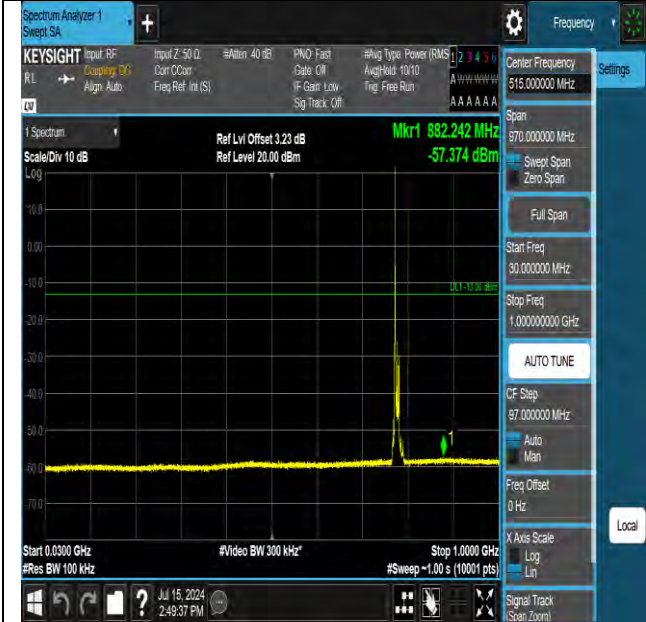 Spectrum Analyzer 1
Swept SA
+
Frequency
KEYSIGHT
RL
Input: RF
Coupling: DC
Align: Auto
Input Z: 50 Ω
Corr CCorr
Freq Ref: Int (S)
#Atten: 40 dB
PNO: Fast
Gate: Off
IF Gain: Low
Sig Track: Off
#Avg Type: Power (RMS
Avg|Hold: 10/10
Trig: Free Run
1 2 3 4 5 6
A W W W W W
A A A A A A
1 Spectrum
Scale/Div 10 dB
Log
Ref Lvl Offset 3.23 dB
Ref Level 20.00 dBm
Mkr1 882.242 MHz
-57.374 dBm
10.0
0.00
-10.0
-20.0
-30.0
-40.0
-50.0
-60.0
-70.0
DL1 -13.00 dBm
1
Start 0.0300 GHz
#Res BW 100 kHz
#Video BW 300 kHz*
Stop 1.0000 GHz
#Sweep ~1.00 s (10001 pts)
?
Jul 15, 2024
2:49:37 PM
Center Frequency
515.000000 MHz
Settings
Span
970.000000 MHz
Swept Span
Zero Span
Full Span
Start Freq
30.000000 MHz
Stop Freq
1.000000000 GHz
AUTO TUNE
CF Step
97.000000 MHz
Auto
Man
Freq Offset
0 Hz
Local
X Axis Scale
Log
Lin
Signal Track
(Span Zoom)